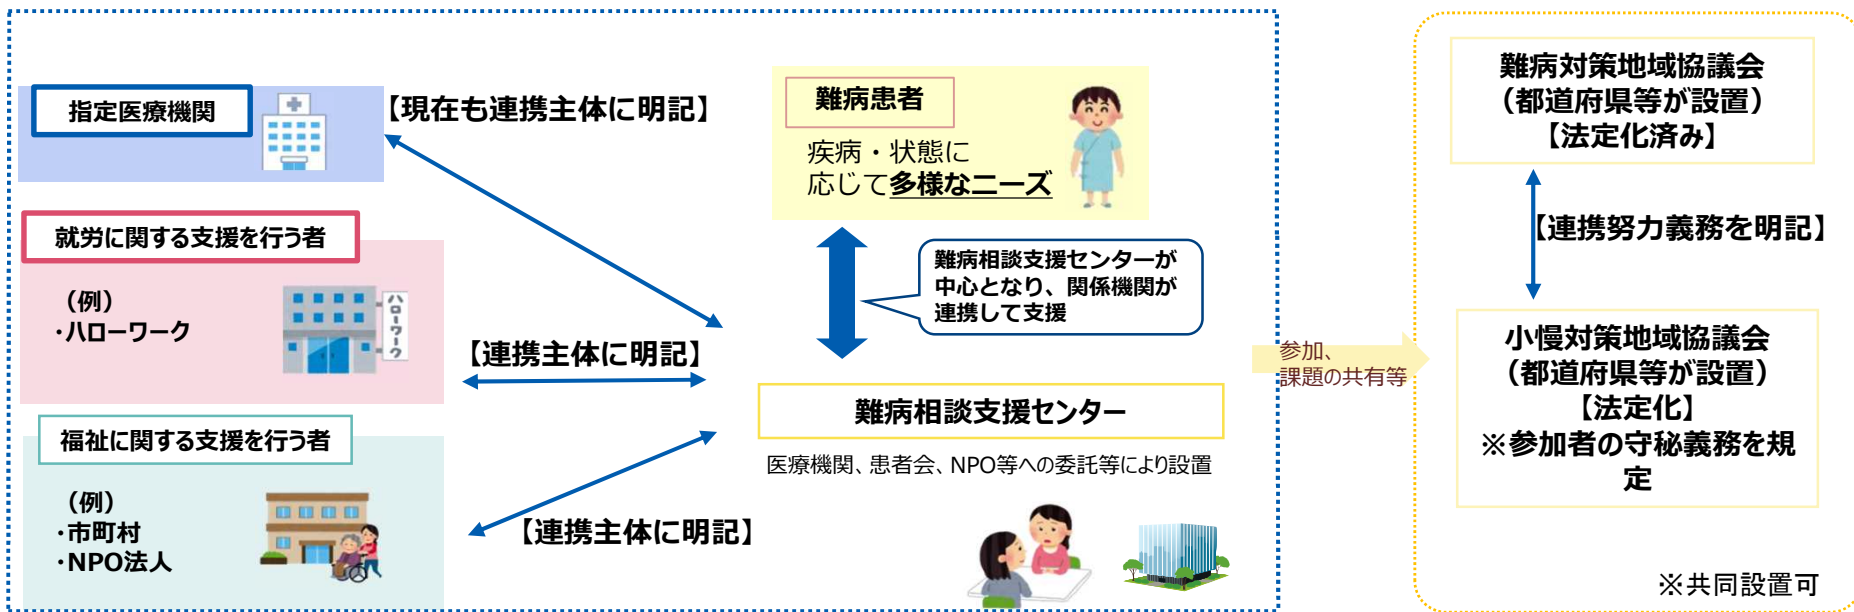 指定医療機関
【現在も連携主体に明記】
難病患者
疾病・状態に
応じて多様なニーズ
就労に関する支援を行う者
（例）
・ハローワーク
ハローワーク
【連携主体に明記】
難病相談支援センターが
中心となり、関係機関が
連携して支援
福祉に関する支援を行う者
（例）
・市町村
・NPO法人
【連携主体に明記】
難病相談支援センター
医療機関、患者会、NPO等への委託等により設置
参加、
課題の共有等
難病対策地域協議会
（都道府県等が設置）
【法定化済み】
【連携努力義務を明記】
小慢対策地域協議会
（都道府県等が設置）
【法定化】
※参加者の守秘義務を規
定
※共同設置可